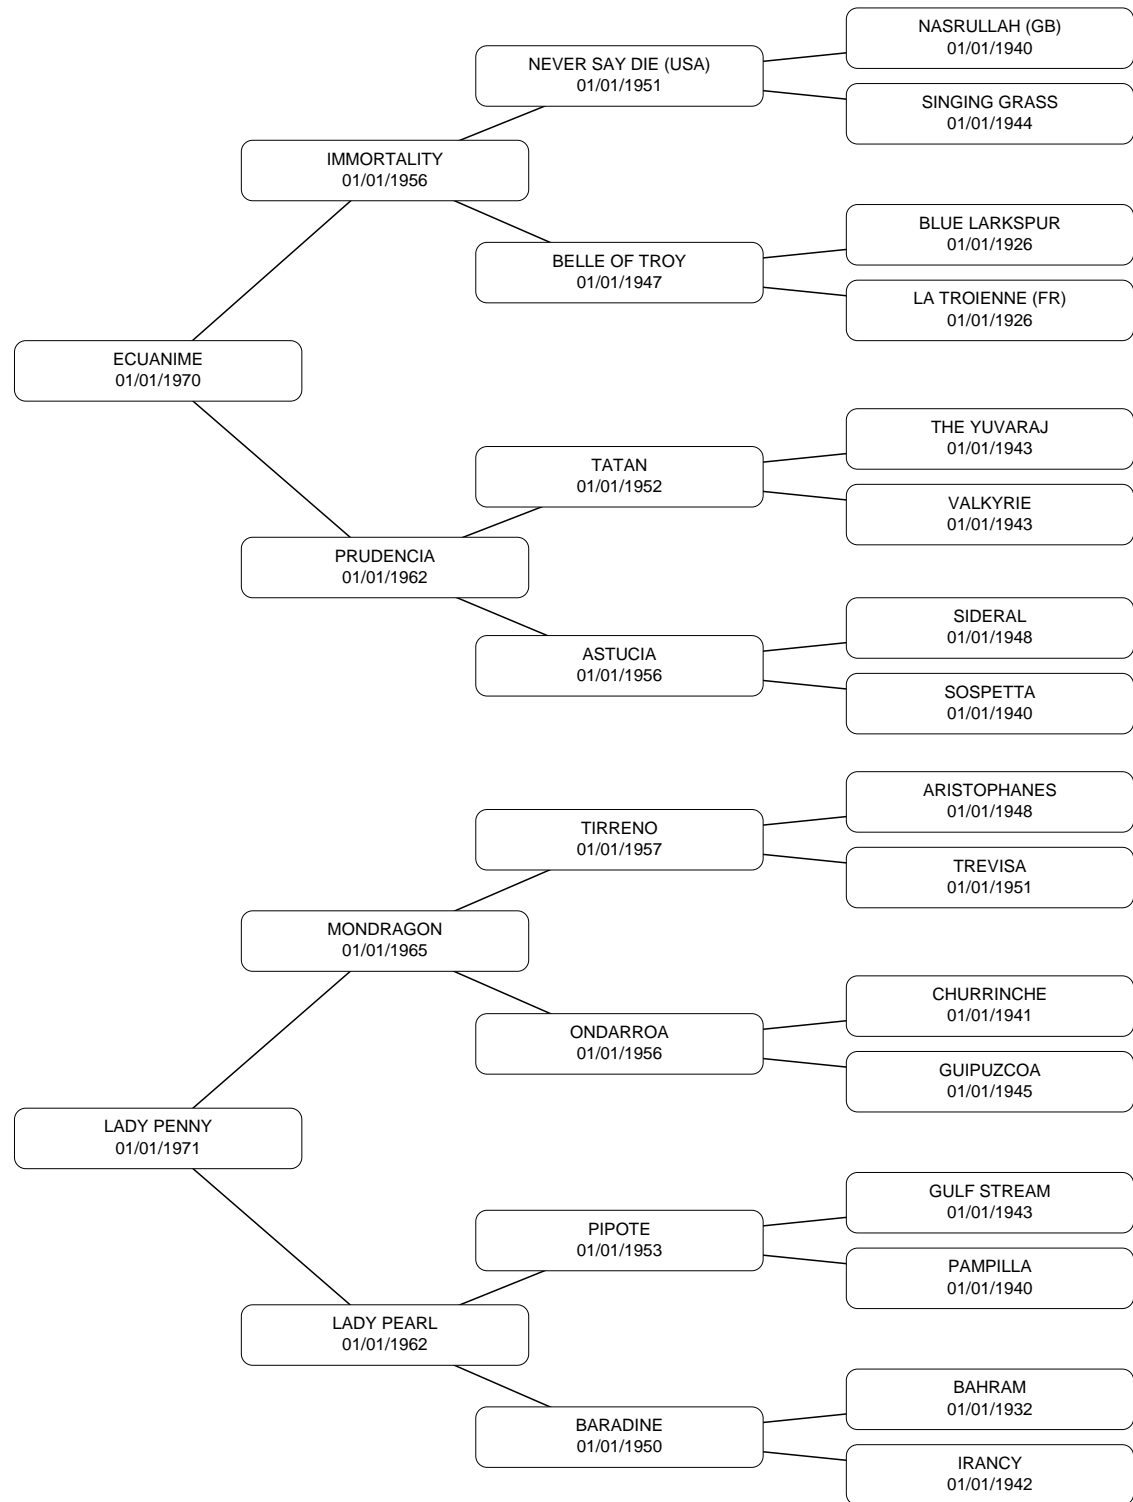 NASRULLAH (GB)
01/01/1940
NEVER SAY DIE (USA)
01/01/1951
SINGING GRASS
01/01/1944
IMMORTALITY
01/01/1956
BLUE LARKSPUR
01/01/1926
BELLE OF TROY
01/01/1947
LA TROIENNE (FR)
01/01/1926
ECUANIME
01/01/1970
THE YUVARAJ
01/01/1943
TATAN
01/01/1952
VALKYRIE
01/01/1943
PRUDENCIA
01/01/1962
SIDERAL
01/01/1948
ASTUCIA
01/01/1956
SOSPETTA
01/01/1940
ARISTOPHANES
01/01/1948
TIRRENO
01/01/1957
TREVISA
01/01/1951
MONDRAGON
01/01/1965
CHURRINCHE
01/01/1941
ONDARROA
01/01/1956
GUIPUZCOA
01/01/1945
LADY PENNY
01/01/1971
GULF STREAM
01/01/1943
PIPOTE
01/01/1953
PAMPILLA
01/01/1940
LADY PEARL
01/01/1962
BAHRAM
01/01/1932
BARADINE
01/01/1950
IRANCY
01/01/1942